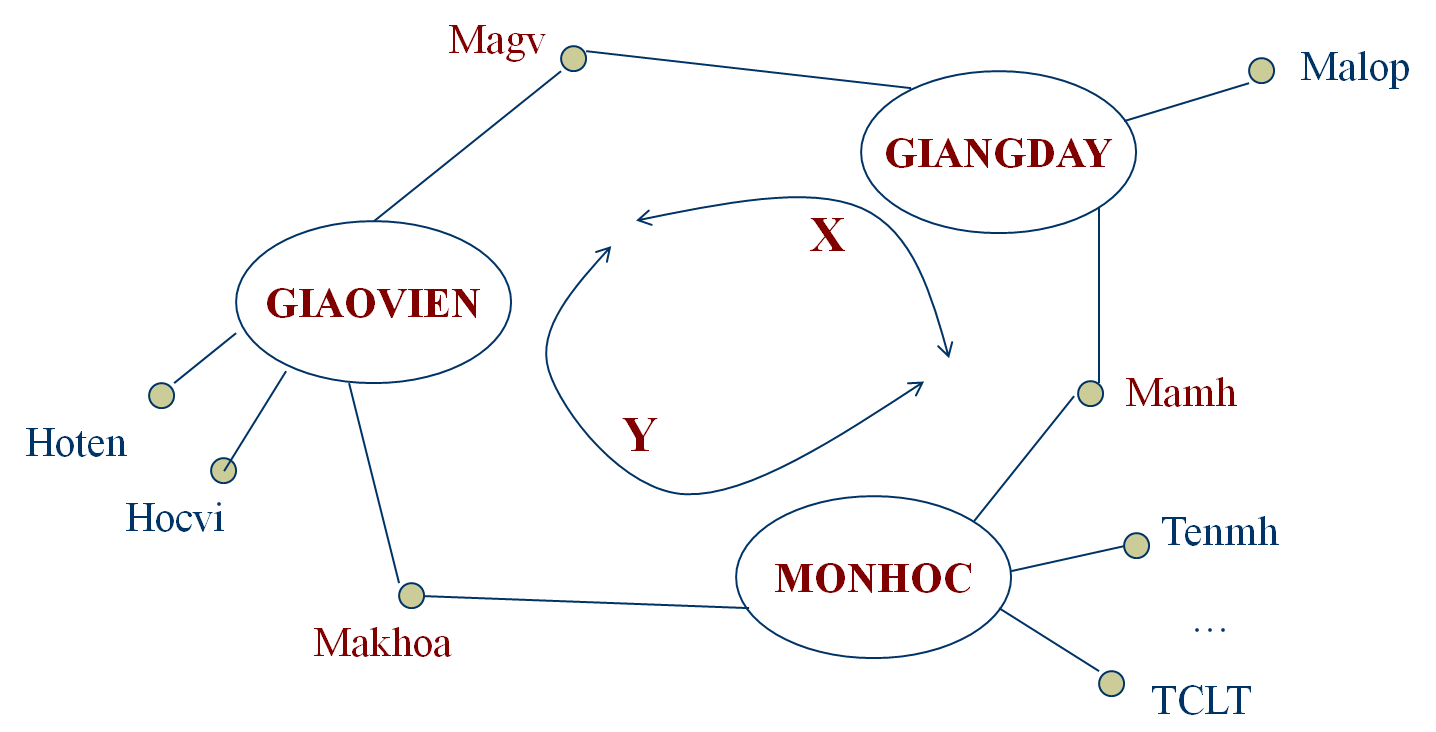 Magv
Malop
GIANGDAY
X
GIAOVIEN
Mamh
Y
Hoten
Hocvi
Tenmh
MONHOC
...
Makhoa
TCLT